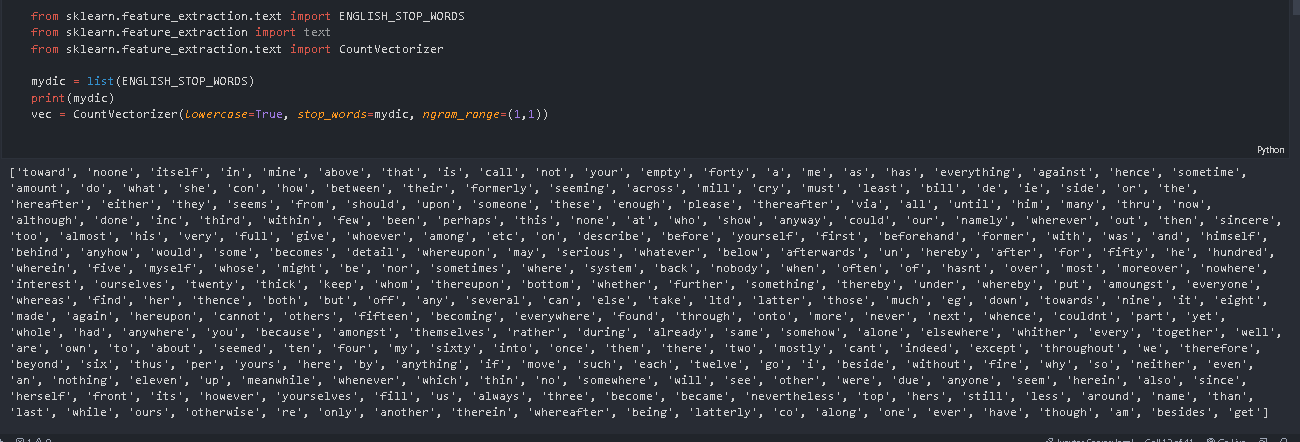 from sklearn.feature_extraction.text import ENGLISH_STOP_WORDS
from sklearn.feature_extraction import text
from sklearn.feature_extraction.text import CountVectorizer
mydic = list(ENGLISH_STOP_WORDS)
print(mydic)
vec = CountVectorizer(lowercase=True, stop_words=mydic, ngram_range=(1,1))
Python
['toward', 'noone', 'itself', 'in', 'mine', 'above', 'that', 'is', 'call', 'not', 'your', 'empty', 'forty', 'a', 'me', 'as', 'has', 'everything', 'against', 'hence', 'sometime',
'amount', 'do', 'what', 'she', 'con', 'how', 'between', 'their', 'formerly', 'seeming', 'across', 'mill', 'cry', 'must', 'least', 'bill', 'de', 'ie', 'side', 'or', 'the',
'hereafter', 'either', 'they', 'seems', 'from', 'should', 'upon', 'someone', 'these', 'enough', 'please', 'thereafter', 'via', 'all', 'until', 'him', 'many', 'thru', 'now',
'although', 'done', 'inc', 'third', 'within', 'few', 'been', 'perhaps', 'this', 'none', 'at', 'who', 'show', 'anyway', 'could', 'our', 'namely', 'wherever', 'out', 'then', 'sincere',
'too', 'almost', 'his', 'very', 'full', 'give', 'whoever', 'among', 'etc', 'on', 'describe', 'before', 'yourself', 'first', 'beforehand', 'former', 'with', 'was', 'and', 'himself',
'behind', 'anyhow', 'would', 'some', 'becomes', 'detail', 'whereupon', 'may', 'serious', 'whatever', 'below', 'afterwards', 'un', 'hereby', 'after', 'for', 'fifty', 'he', 'hundred',
'wherein', 'five', 'myself', 'whose', 'might', 'be', 'nor', 'sometimes', 'where', 'system', 'back', 'nobody', 'when', 'often', 'of', 'hasnt', 'over', 'most', 'moreover', 'nowhere',
'interest', 'ourselves', 'twenty', 'thick', 'keep', 'whom', 'thereupon', 'bottom', 'whether', 'further', 'something', 'thereby', 'under', 'whereby', 'put', 'amoungst', 'everyone',
'whereas', 'find', 'her', 'thence', 'both', 'but', 'off', 'any', 'several', 'can', 'else', 'take', 'ltd', 'latter', 'those', 'much', 'eg', 'down', 'towards', 'nine', 'it', 'eight',
'made', 'again', 'hereupon', 'cannot', 'others', 'fifteen', 'becoming', 'everywhere', 'found', 'through', 'onto', 'more', 'never', 'next', 'whence', 'couldnt', 'part', 'yet',
'whole', 'had', 'anywhere', 'you', 'because', 'amongst', 'themselves', 'rather', 'during', 'already', 'same', 'somehow', 'alone', 'elsewhere', 'whither', 'every', 'together', 'well',
'are', 'own', 'to', 'about', 'seemed', 'ten', 'four', 'my', 'sixty', 'into', 'once', 'them', 'there', 'two', 'mostly', 'cant', 'indeed', 'except', 'throughout', 'we', 'therefore',
'beyond', 'six', 'thus', 'per', 'yours', 'here', 'by', 'anything', 'if', 'move', 'such', 'each', 'twelve', 'go', 'i', 'beside', 'without', 'fire', 'why', 'so', 'neither', 'even',
'an', 'nothing', 'eleven', 'up', 'meanwhile', 'whenever', 'which', 'thin', 'no', 'somewhere', 'will', 'see', 'other', 'were', 'due', 'anyone', 'seem', 'herein', 'also', 'since',
'herself', 'front', 'its', 'however', 'yourselves', 'fill', 'us', 'always', 'three', 'become', 'became', 'nevertheless', 'top', 'hers', 'still', 'less', 'around', 'name', 'than',
'last', 'while', 'ours', 'otherwise', 're', 'only', 'another', 'therein', 'whereafter', 'being', 'latterly', 'co', 'along', 'one', 'ever', 'have', 'though', 'am', 'besides', 'get']